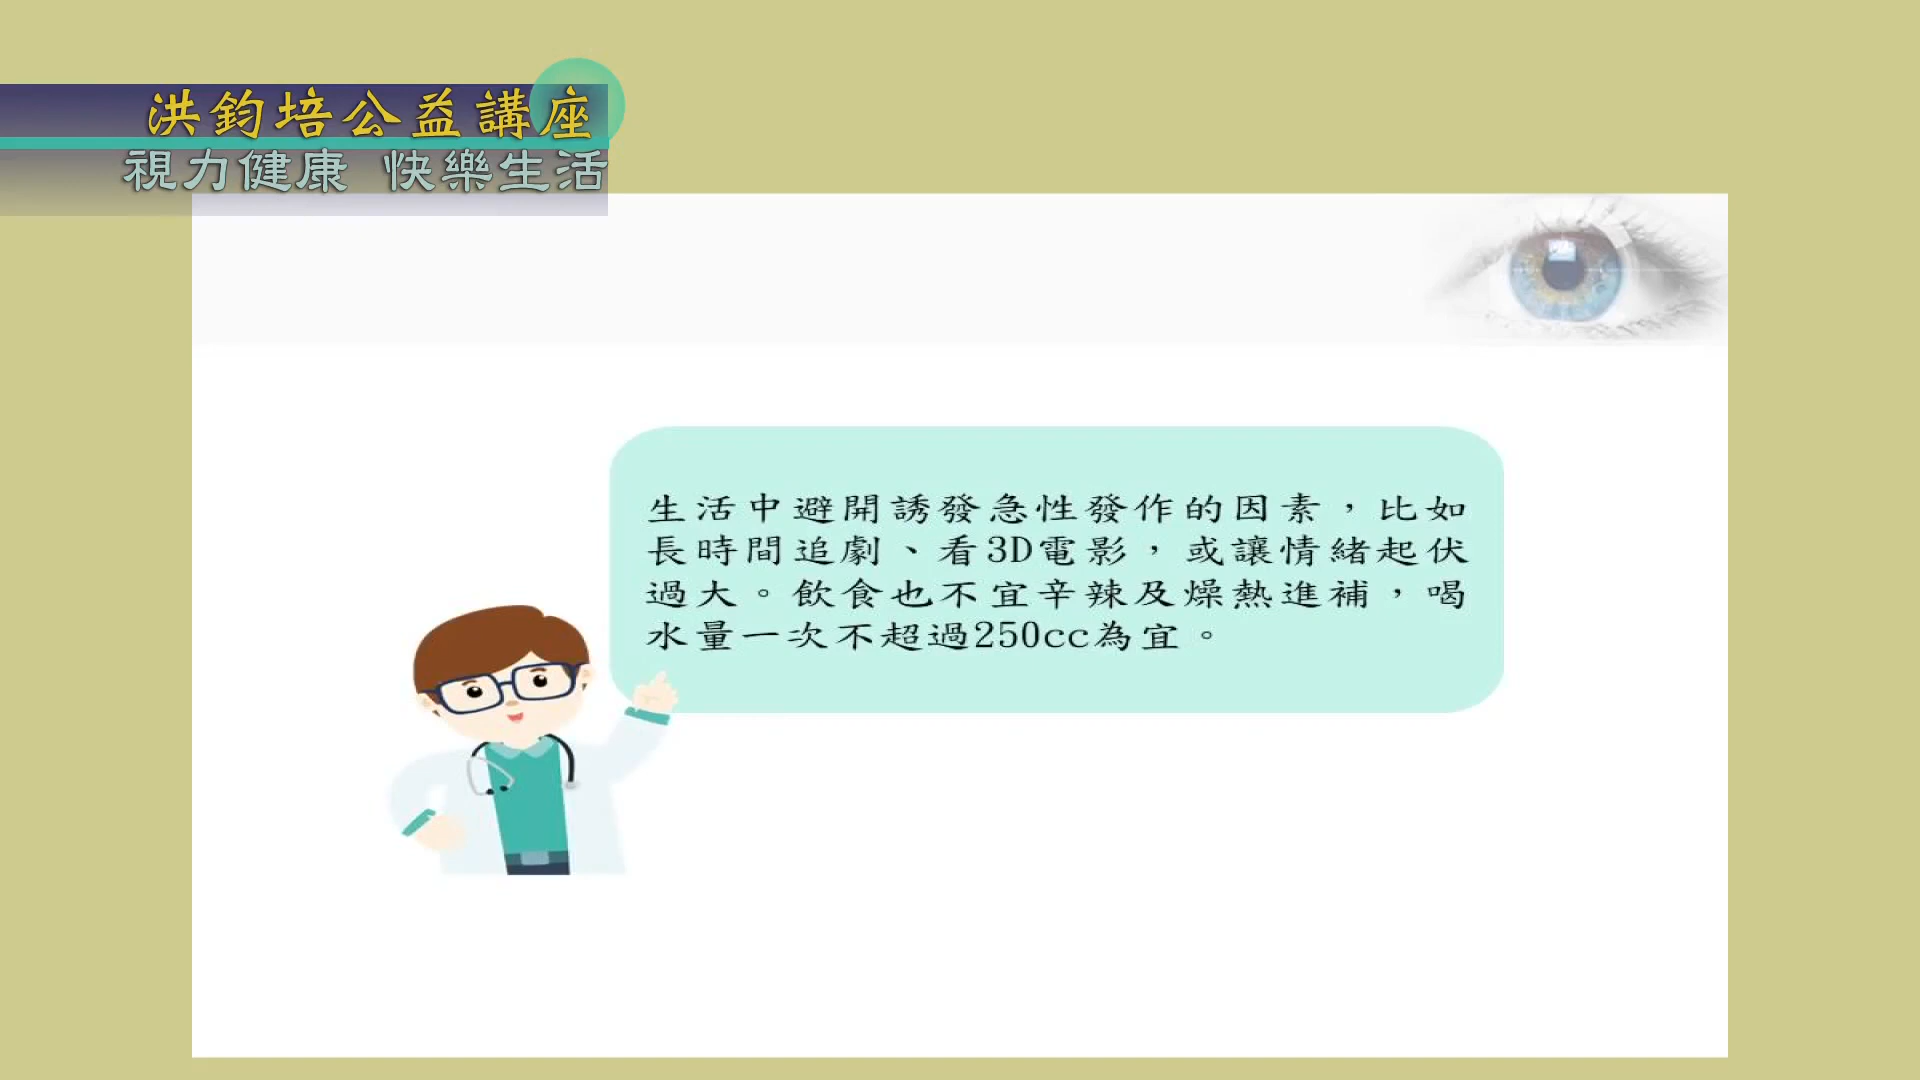 洪鈞培公益講座
視力健康 快樂生活
生活中避開誘發急性發作的因素，比如
長時間追劇、看3D電影，或讓情緒起伏
過大。飲食也不宜辛辣及燥熱進補，喝
水量一次不超過250cc為宜。